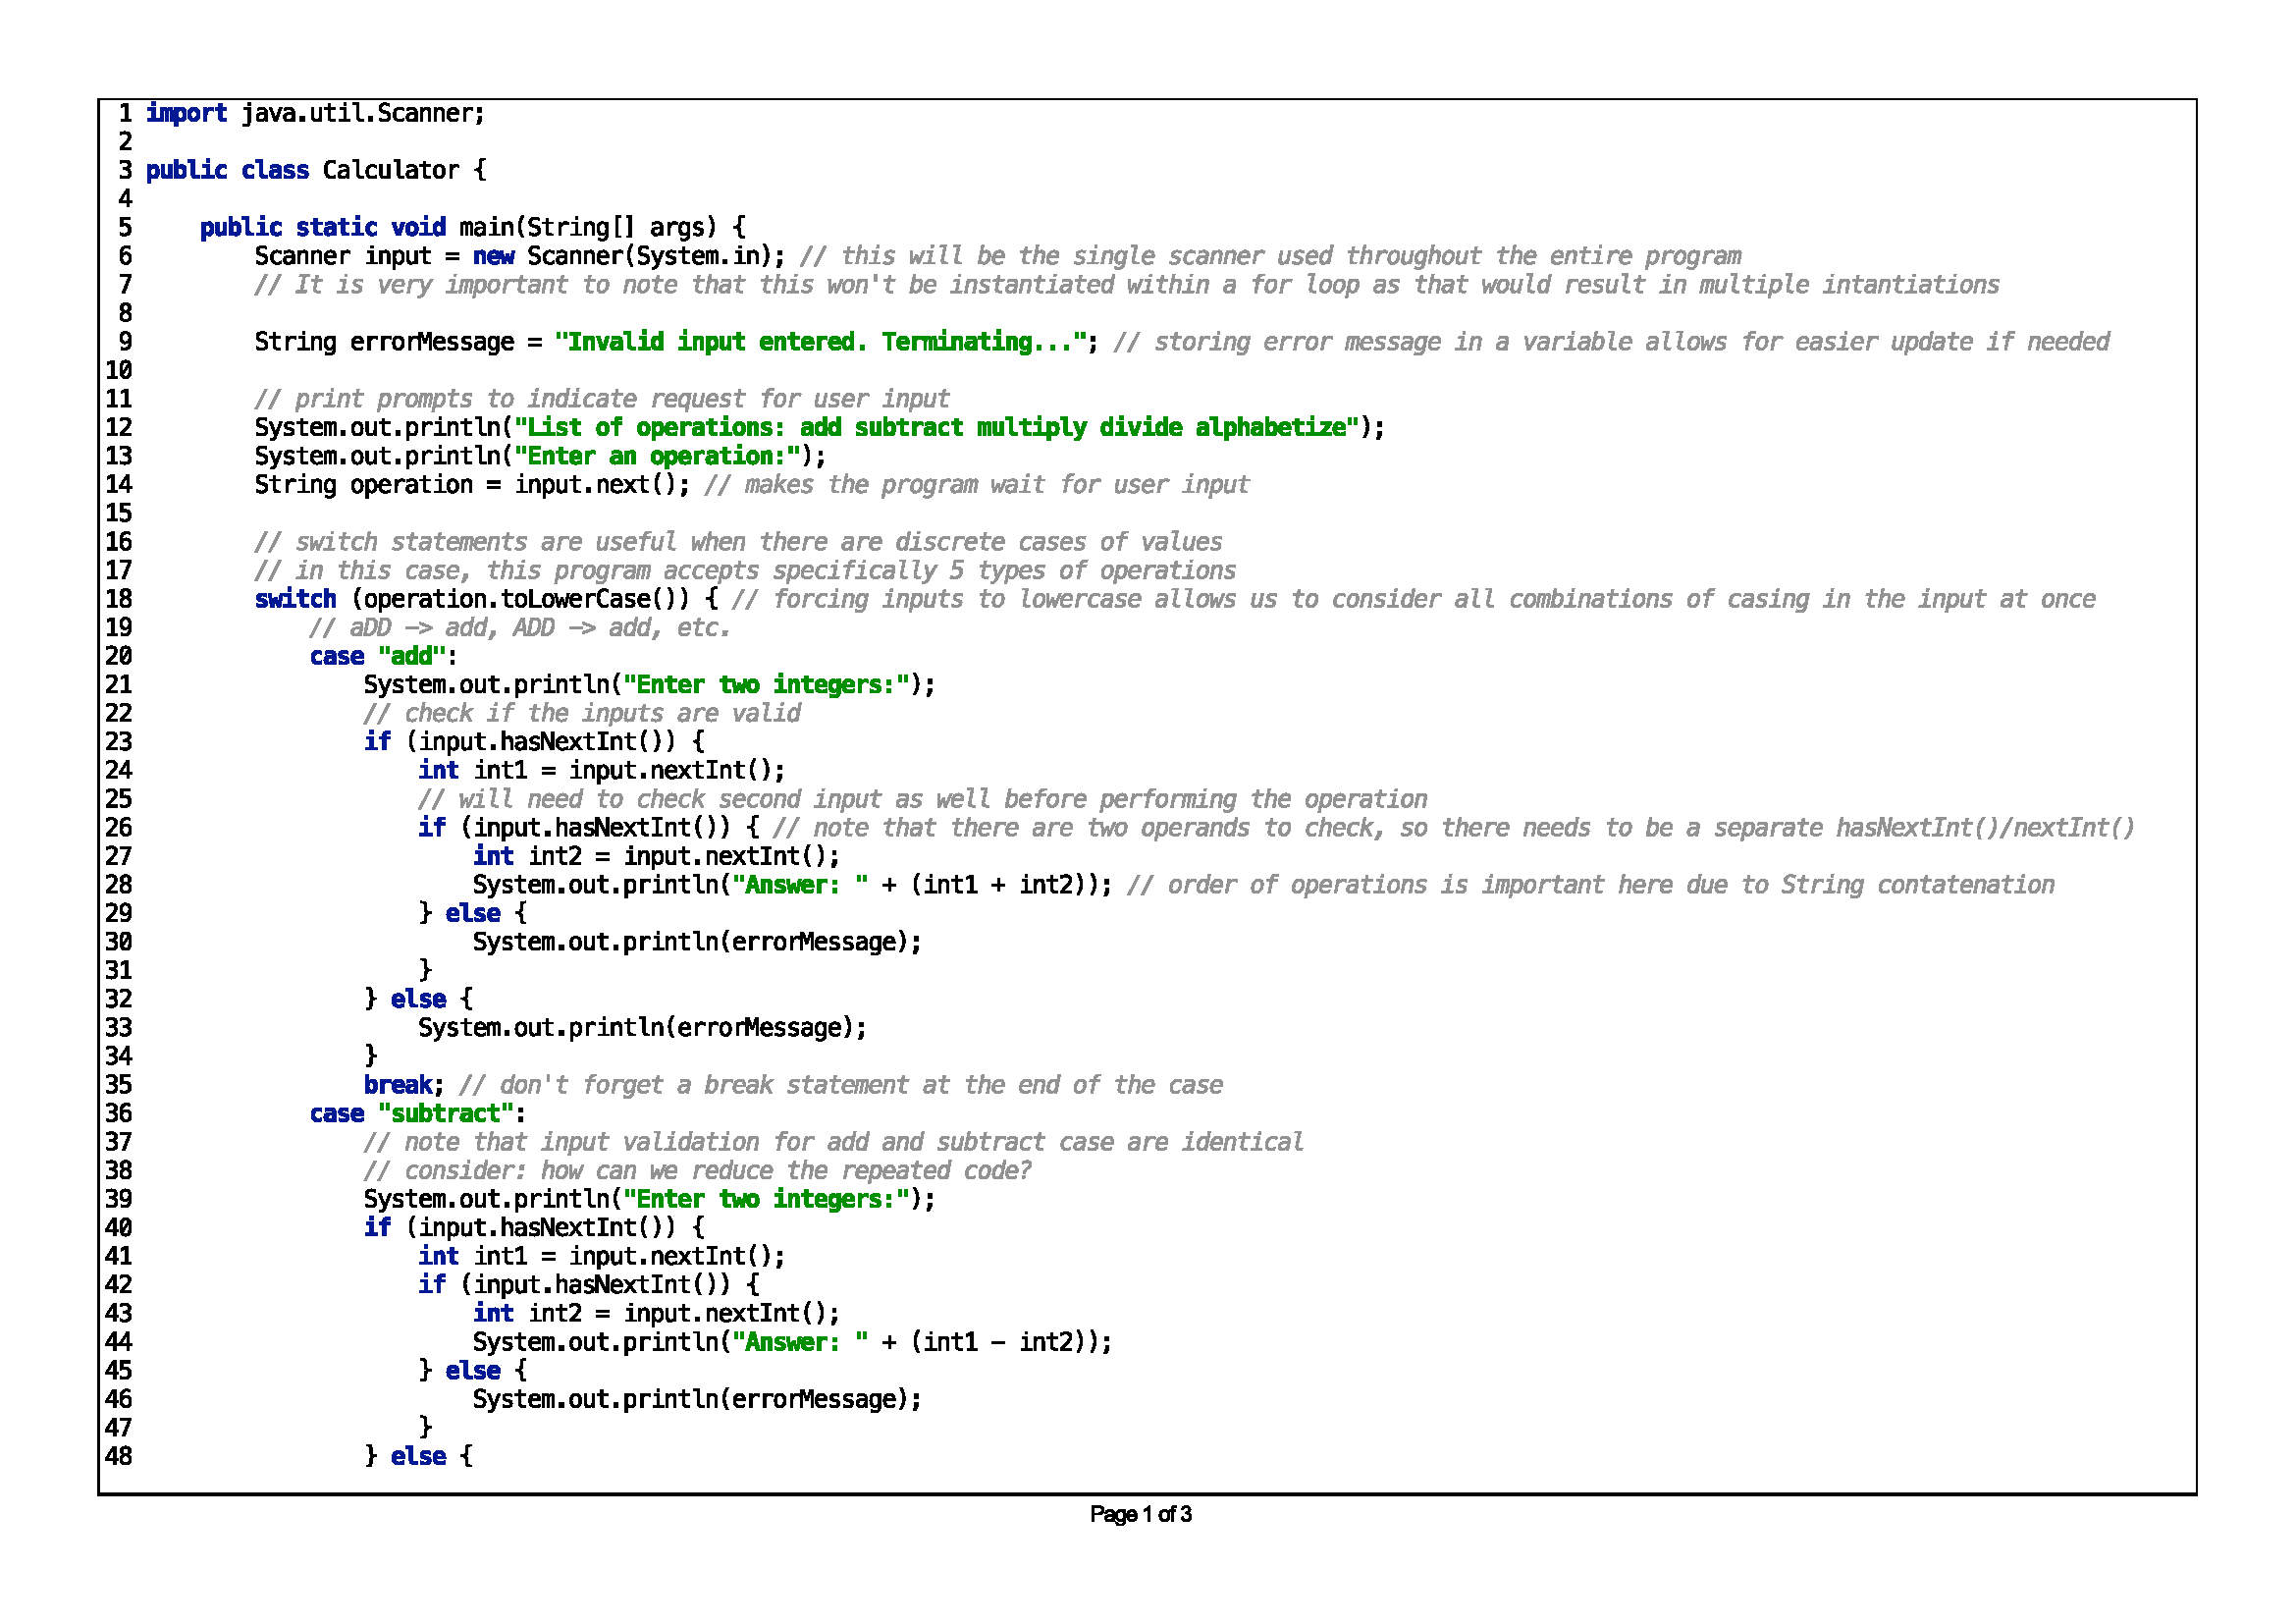 1 import java.util.Scanner;
2
3 public class Calculator {
4
5     public static void main(String[] args) {
6         Scanner input = new Scanner(System.in); // this will be the single scanner used throughout the entire program
7         // It is very important to note that this won't be instantiated within a for loop as that would result in multiple intantiations
8
9         String errorMessage = "Invalid input entered. Terminating..."; // storing error message in a variable allows for easier update if needed
10
11         // print prompts to indicate request for user input
12         System.out.println("List of operations: add subtract multiply divide alphabetize");
13         System.out.println("Enter an operation:");
14         String operation = input.next(); // makes the program wait for user input
15
16         // switch statements are useful when there are discrete cases of values
17         // in this case, this program accepts specifically 5 types of operations
18         switch (operation.toLowerCase()) { // forcing inputs to lowercase allows us to consider all combinations of casing in the input at once
19             // aDD –> add, ADD –> add, etc.
20             case "add":
21                 System.out.println("Enter two integers:");
22                 // check if the inputs are valid
23                 if (input.hasNextInt()) {
24                     int int1 = input.nextInt();
25                     // will need to check second input as well before performing the operation
26                     if (input.hasNextInt()) { // note that there are two operands to check, so there needs to be a separate hasNextInt()/nextInt()
27                         int int2 = input.nextInt();
28                         System.out.println("Answer: " + (int1 + int2)); // order of operations is important here due to String contatenation
29                     } else {
30                         System.out.println(errorMessage);
31                     }
32                 } else {
33                     System.out.println(errorMessage);
34                 }
35                 break; // don't forget a break statement at the end of the case
36             case "subtract":
37                 // note that input validation for add and subtract case are identical
38                 // consider: how can we reduce the repeated code?
39                 System.out.println("Enter two integers:");
40                 if (input.hasNextInt()) {
41                     int int1 = input.nextInt();
42                     if (input.hasNextInt()) {
43                         int int2 = input.nextInt();
44                         System.out.println("Answer: " + (int1 – int2));
45                     } else {
46                         System.out.println(errorMessage);
47                     }
48                 } else {
Page 1 of 3